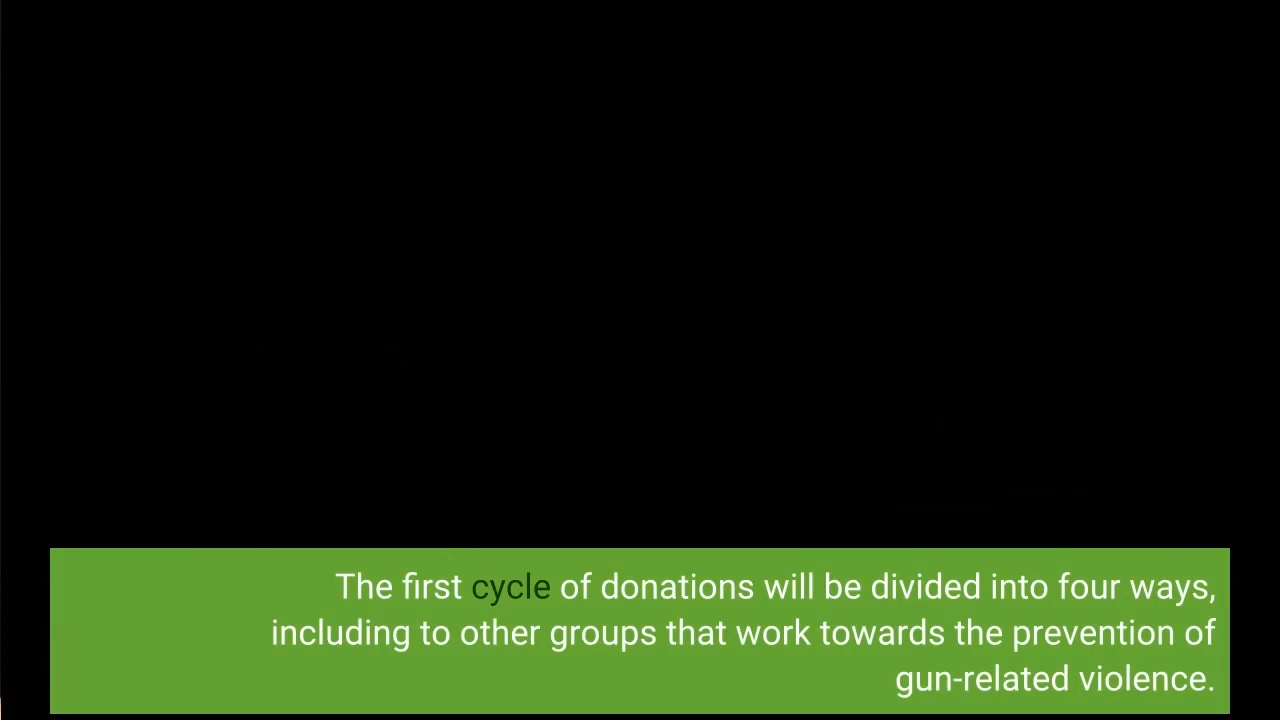 The first cycle of donations will be divided into four ways,
including to other groups that work towards the prevention of
gun-related violence.